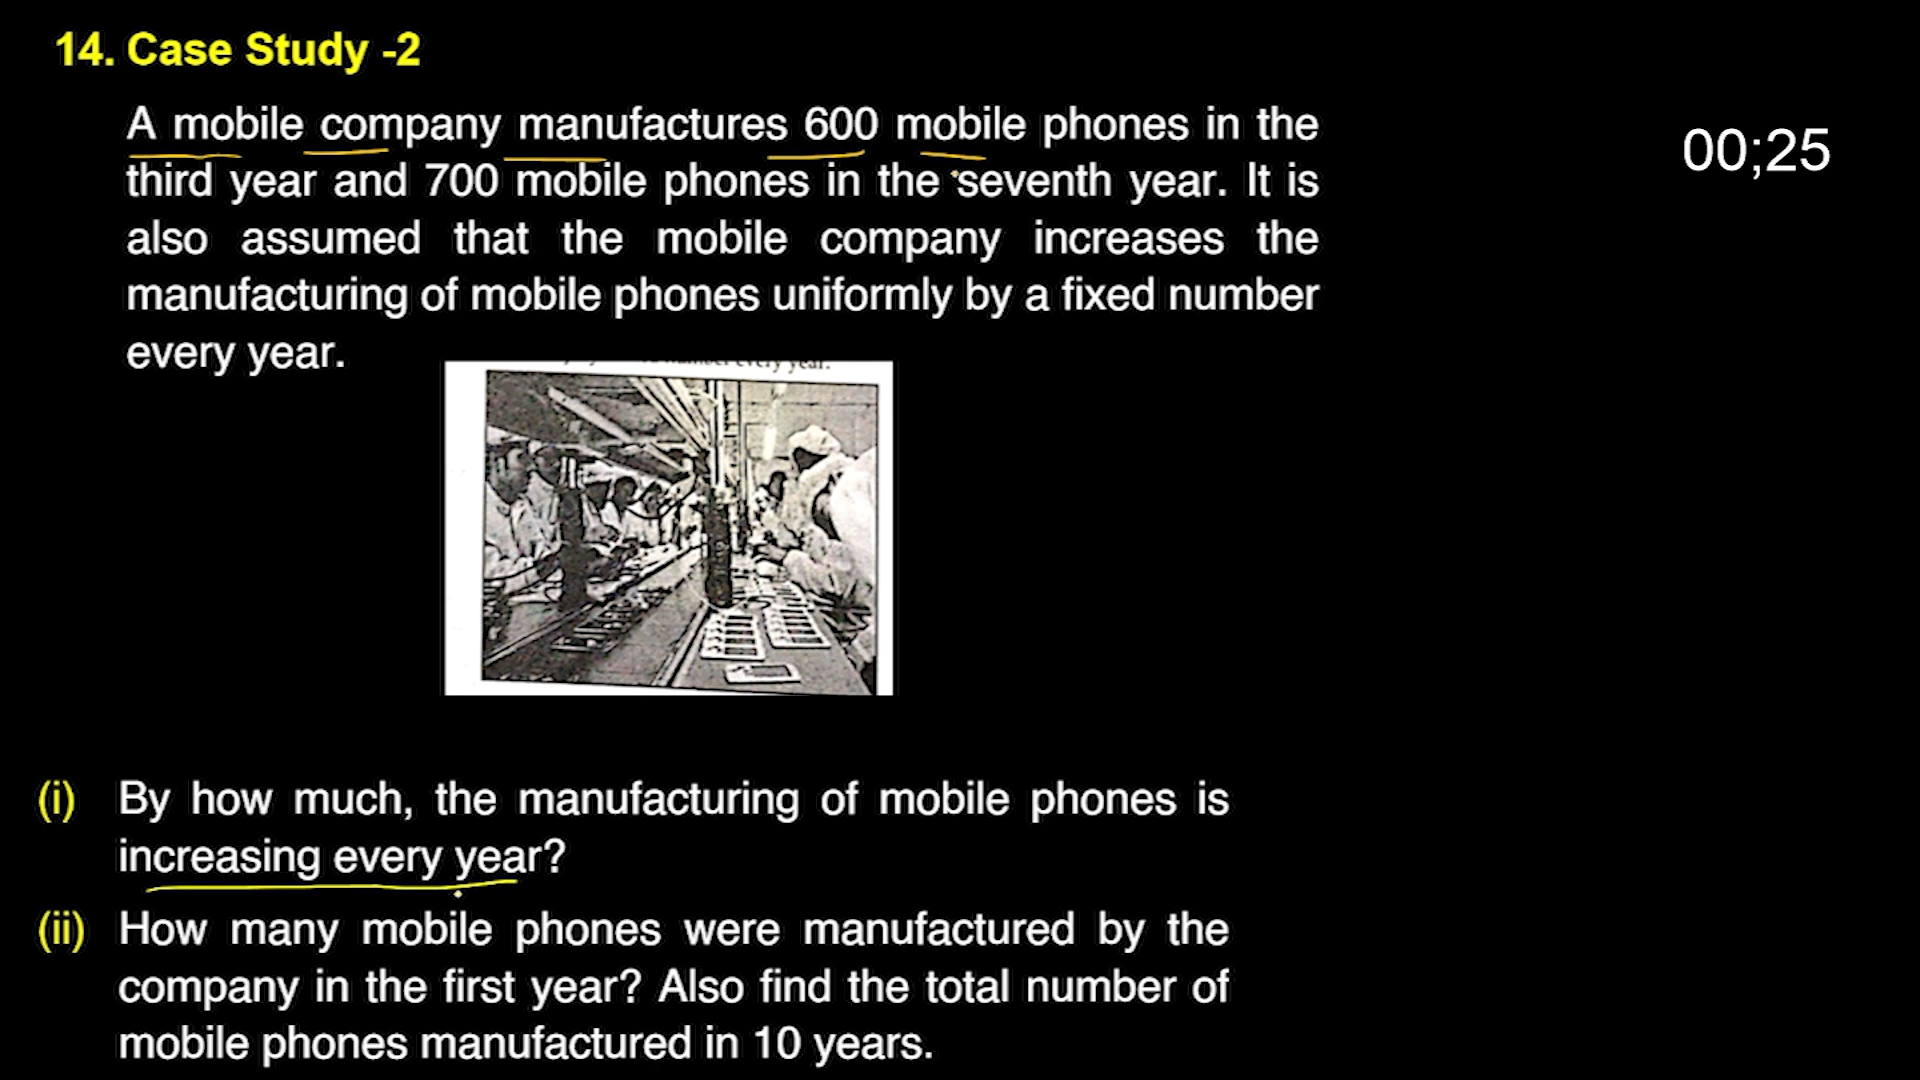 14. Case Study -2
A mobile company manufactures 600 mobile phones in the
00;25
third year and 700 mobile phones in the seventh year. It is
also assumed that the mobile company increases the
manufacturing of mobile phones uniformly by a fixed number
every year.
number every year.
(i) By how much, the manufacturing of mobile phones is
increasing every year?
(ii) How many mobile phones were manufactured by the
company in the first year? Also find the total number of
mobile phones manufactured in 10 years.